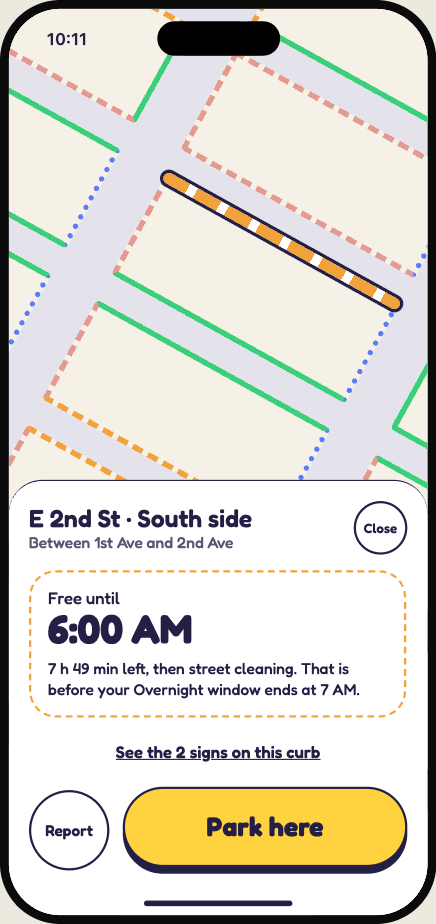 10:11
E 2nd St · South side
Between 1st Ave and 2nd Ave
Close
Free until
6:00 AM
7 h 49 min left, then street cleaning. That is
before your Overnight window ends at 7 AM.
See the 2 signs on this curb
Report
Park here